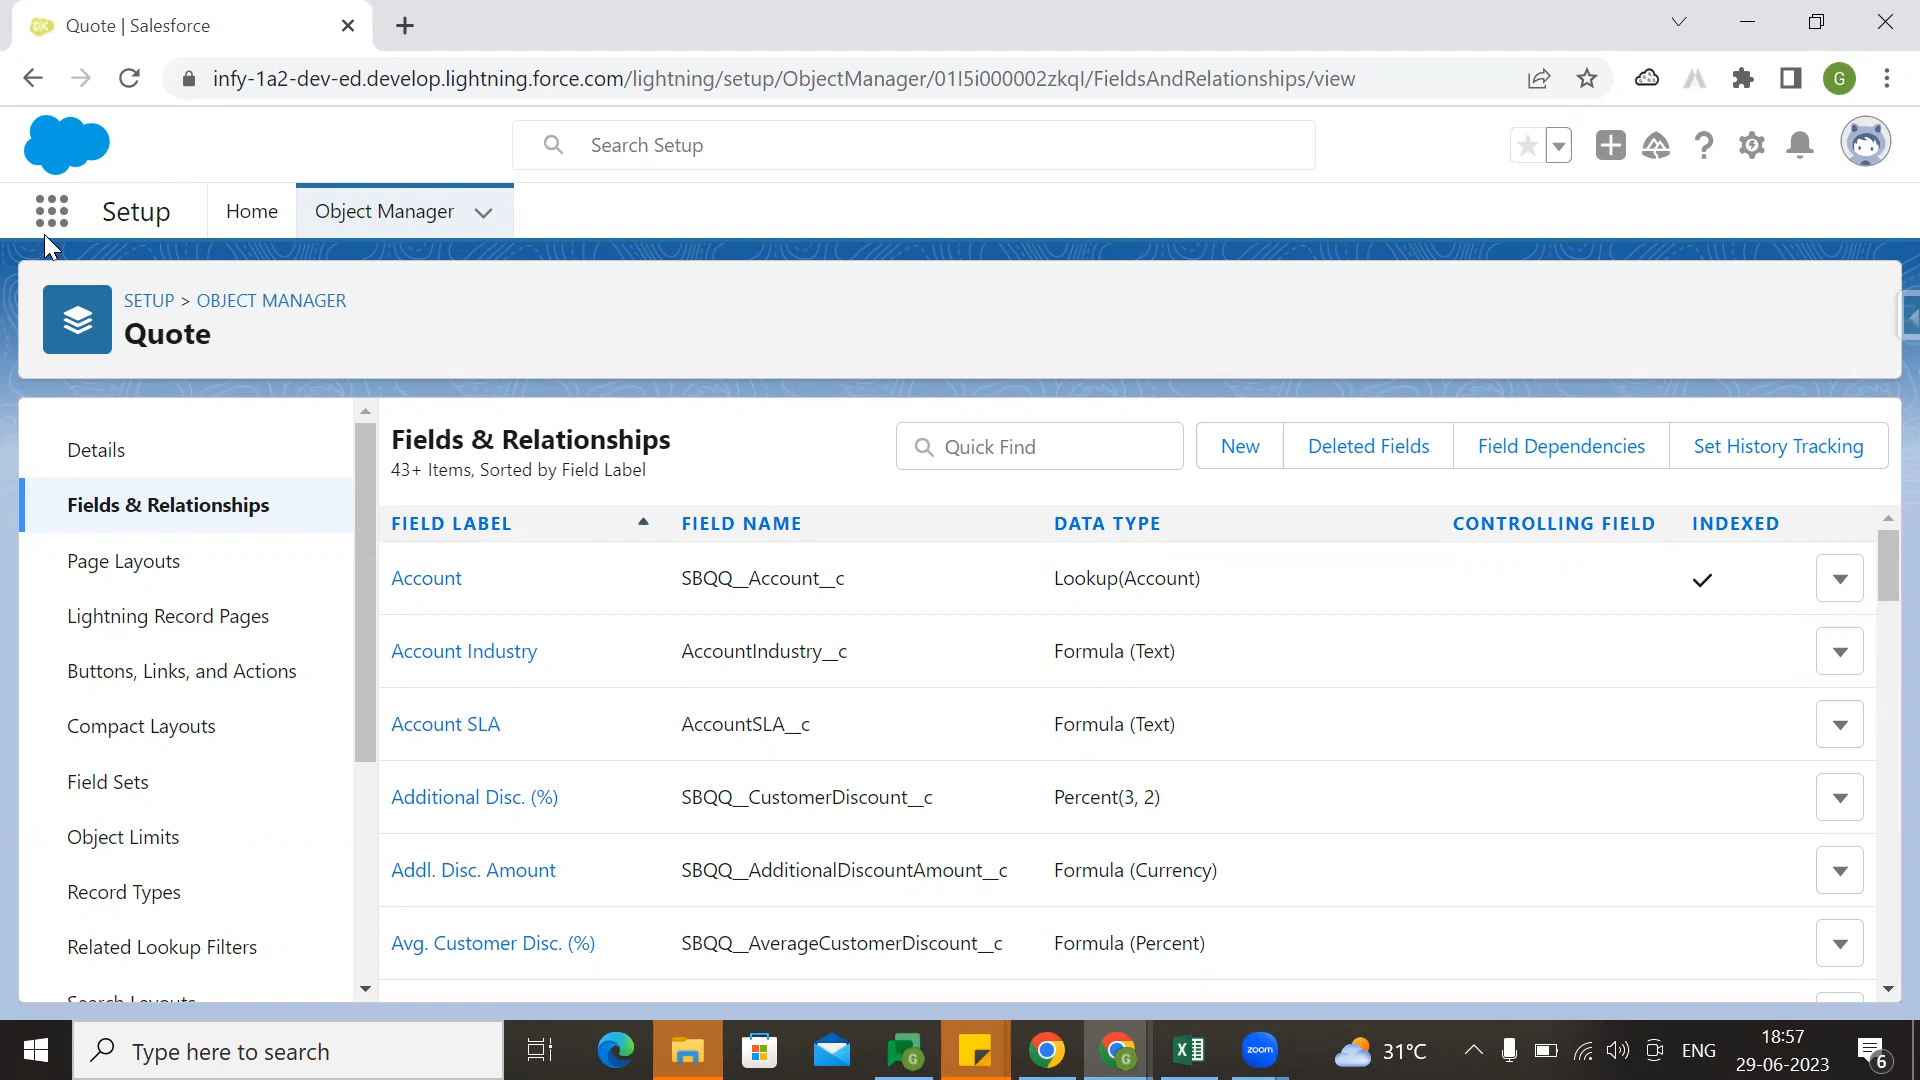 Quote | Salesforce
infy-1a2-dev-ed.develop.lightning.force.com/lightning/setup/ObjectManager/01I5i000002zkqI/FieldsAndRelationships/view
G
Search Setup
Setup
Home
Object Manager
SETUP > OBJECT MANAGER
Quote
Details
Fields & Relationships
Page Layouts
Lightning Record Pages
Buttons, Links, and Actions
Compact Layouts
Field Sets
Object Limits
Record Types
Related Lookup Filters
Search Layouts
Fields & Relationships
43+ Items, Sorted by Field Label
Quick Find
New
Deleted Fields
Field Dependencies
Set History Tracking
FIELD LABEL FIELD NAME DATA TYPE CONTROLLING FIELD INDEXED
Account SBQQ__Account__c Lookup(Account)
Account Industry AccountIndustry__c Formula (Text)
Account SLA AccountSLA__c Formula (Text)
Additional Disc. (%) SBQQ__CustomerDiscount__c Percent(3, 2)
Addl. Disc. Amount SBQQ__AdditionalDiscountAmount__c Formula (Currency)
Avg. Customer Disc. (%) SBQQ__AverageCustomerDiscount__c Formula (Percent)
Type here to search
G
G
zoom
31°C
ENG
18:57
29-06-2023
6